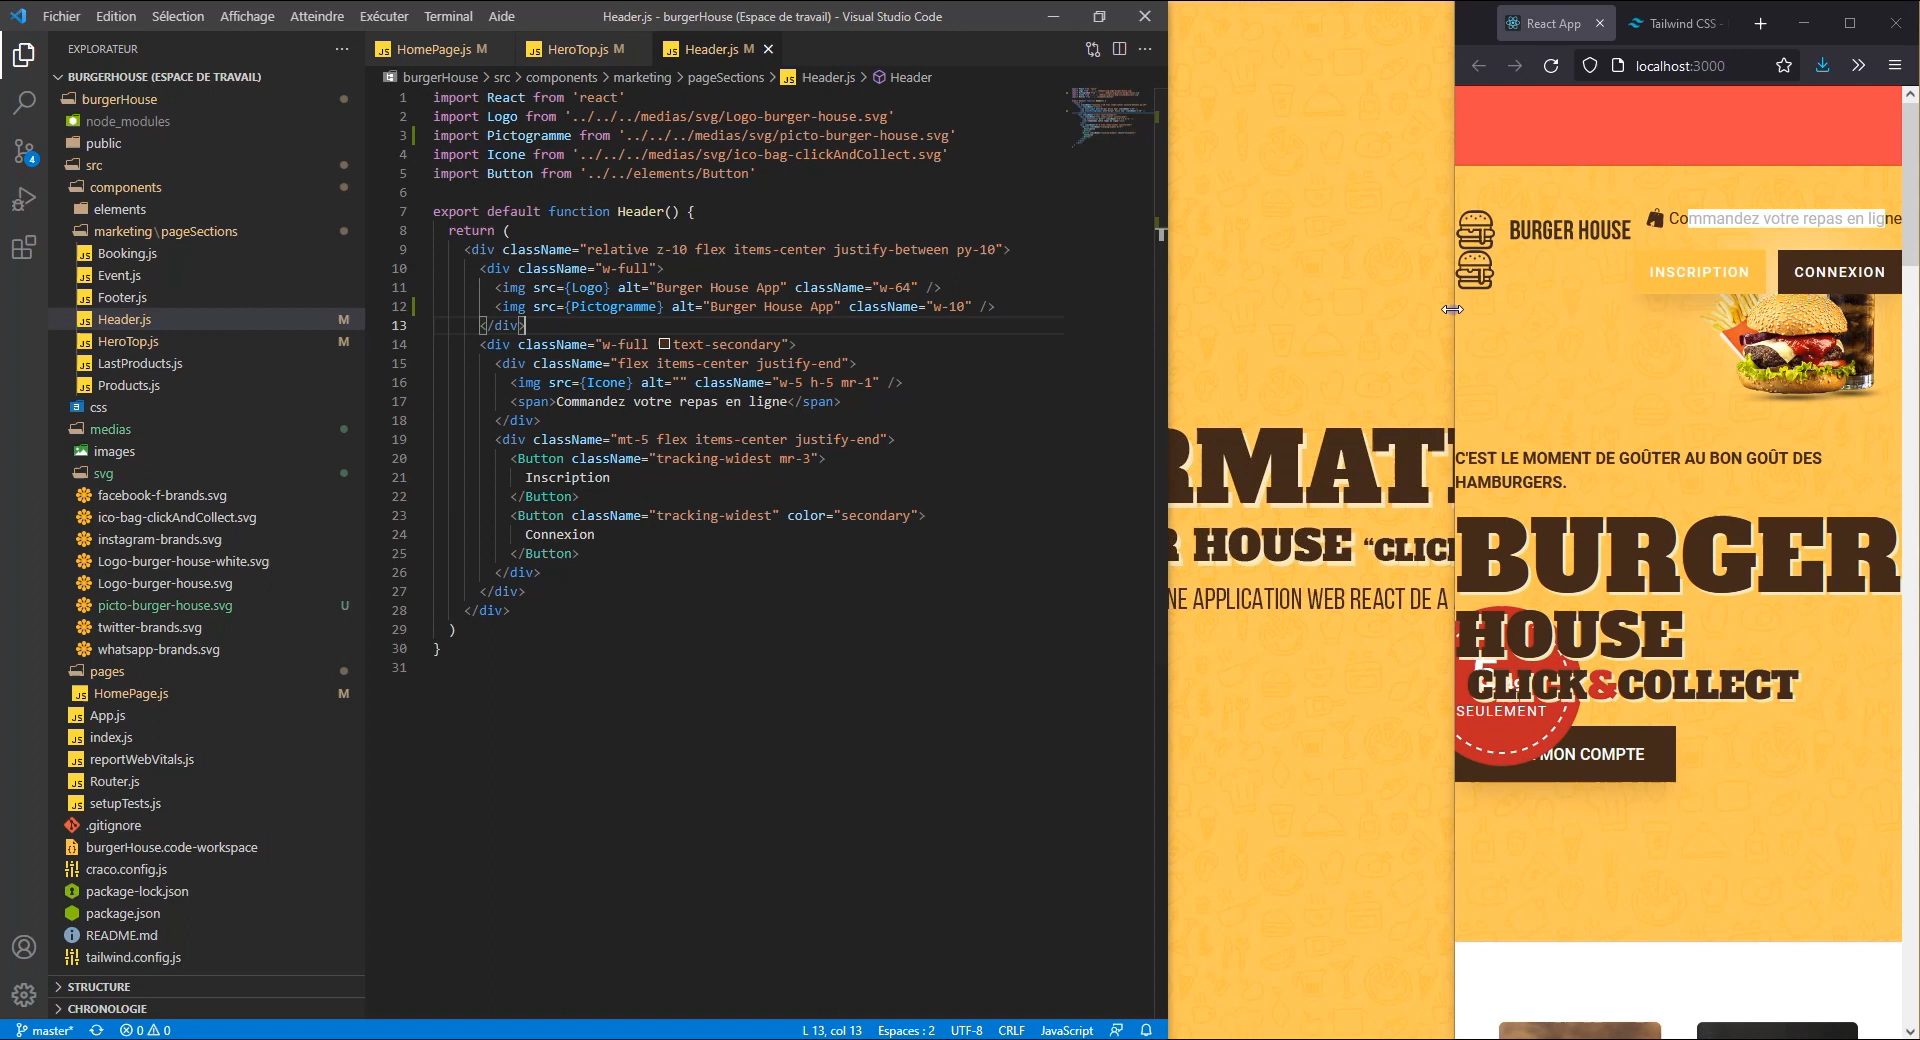 Fichier Edition Sélection Affichage Atteindre Exécuter Terminal Aide
Header.js - burgerHouse (Espace de travail) - Visual Studio Code
EXPLORATEUR
BURGERHOUSE (ESPACE DE TRAVAIL)
burgerHouse
node_modules
public
src
components
elements
marketing \ pageSections
Booking.js
Event.js
Footer.js
Header.js M
HeroTop.js M
LastProducts.js
Products.js
css
medias
images
svg
facebook-f-brands.svg
ico-bag-clickAndCollect.svg
instagram-brands.svg
Logo-burger-house-white.svg
Logo-burger-house.svg
picto-burger-house.svg U
twitter-brands.svg
whatsapp-brands.svg
pages
HomePage.js M
App.js
index.js
reportWebVitals.js
Router.js
setupTests.js
.gitignore
burgerHouse.code-workspace
craco.config.js
package-lock.json
package.json
README.md
tailwind.config.js
STRUCTURE
CHRONOLOGIE
4
HomePage.js M HeroTop.js M Header.js M
burgerHouse > src > components > marketing > pageSections > Header.js > Header
1 import React from 'react'
2 import Logo from '../../../medias/svg/Logo-burger-house.svg'
3 import Pictogramme from '../../../medias/svg/picto-burger-house.svg'
4 import Icone from '../../../medias/svg/ico-bag-clickAndCollect.svg'
5 import Button from '../../elements/Button'
6
7 export default function Header() {
8 return (
9 <div className="relative z-10 flex items-center justify-between py-10">
10 <div className="w-full">
11 <img src={Logo} alt="Burger House App" className="w-64" />
12 <img src={Pictogramme} alt="Burger House App" className="w-10" />
13 </div>
14 <div className="w-full text-secondary">
15 <div className="flex items-center justify-end">
16 <img src={Icone} alt="" className="w-5 h-5 mr-1" />
17 <span>Commandez votre repas en ligne</span>
18 </div>
19 <div className="mt-5 flex items-center justify-end">
20 <Button className="tracking-widest mr-3">
21 Inscription
22 </Button>
23 <Button className="tracking-widest" color="secondary">
24 Connexion
25 </Button>
26 </div>
27 </div>
28 </div>
29 )
30 }
31
master* 0 0 L 13, col 13 Espaces : 2 UTF-8 CRLF JavaScript
RMAT
R HOUSE “CLIC
NE APPLICATION WEB REACT DE A
React App
Tailwind CSS -
localhost:3000
BURGER HOUSE
Commandez votre repas en ligne
INSCRIPTION CONNEXION
C'EST LE MOMENT DE GOÛTER AU BON GOÛT DES
HAMBURGERS.
BURGER
HOUSE
CLICK&COLLECT
SEULEMENT
MON COMPTE